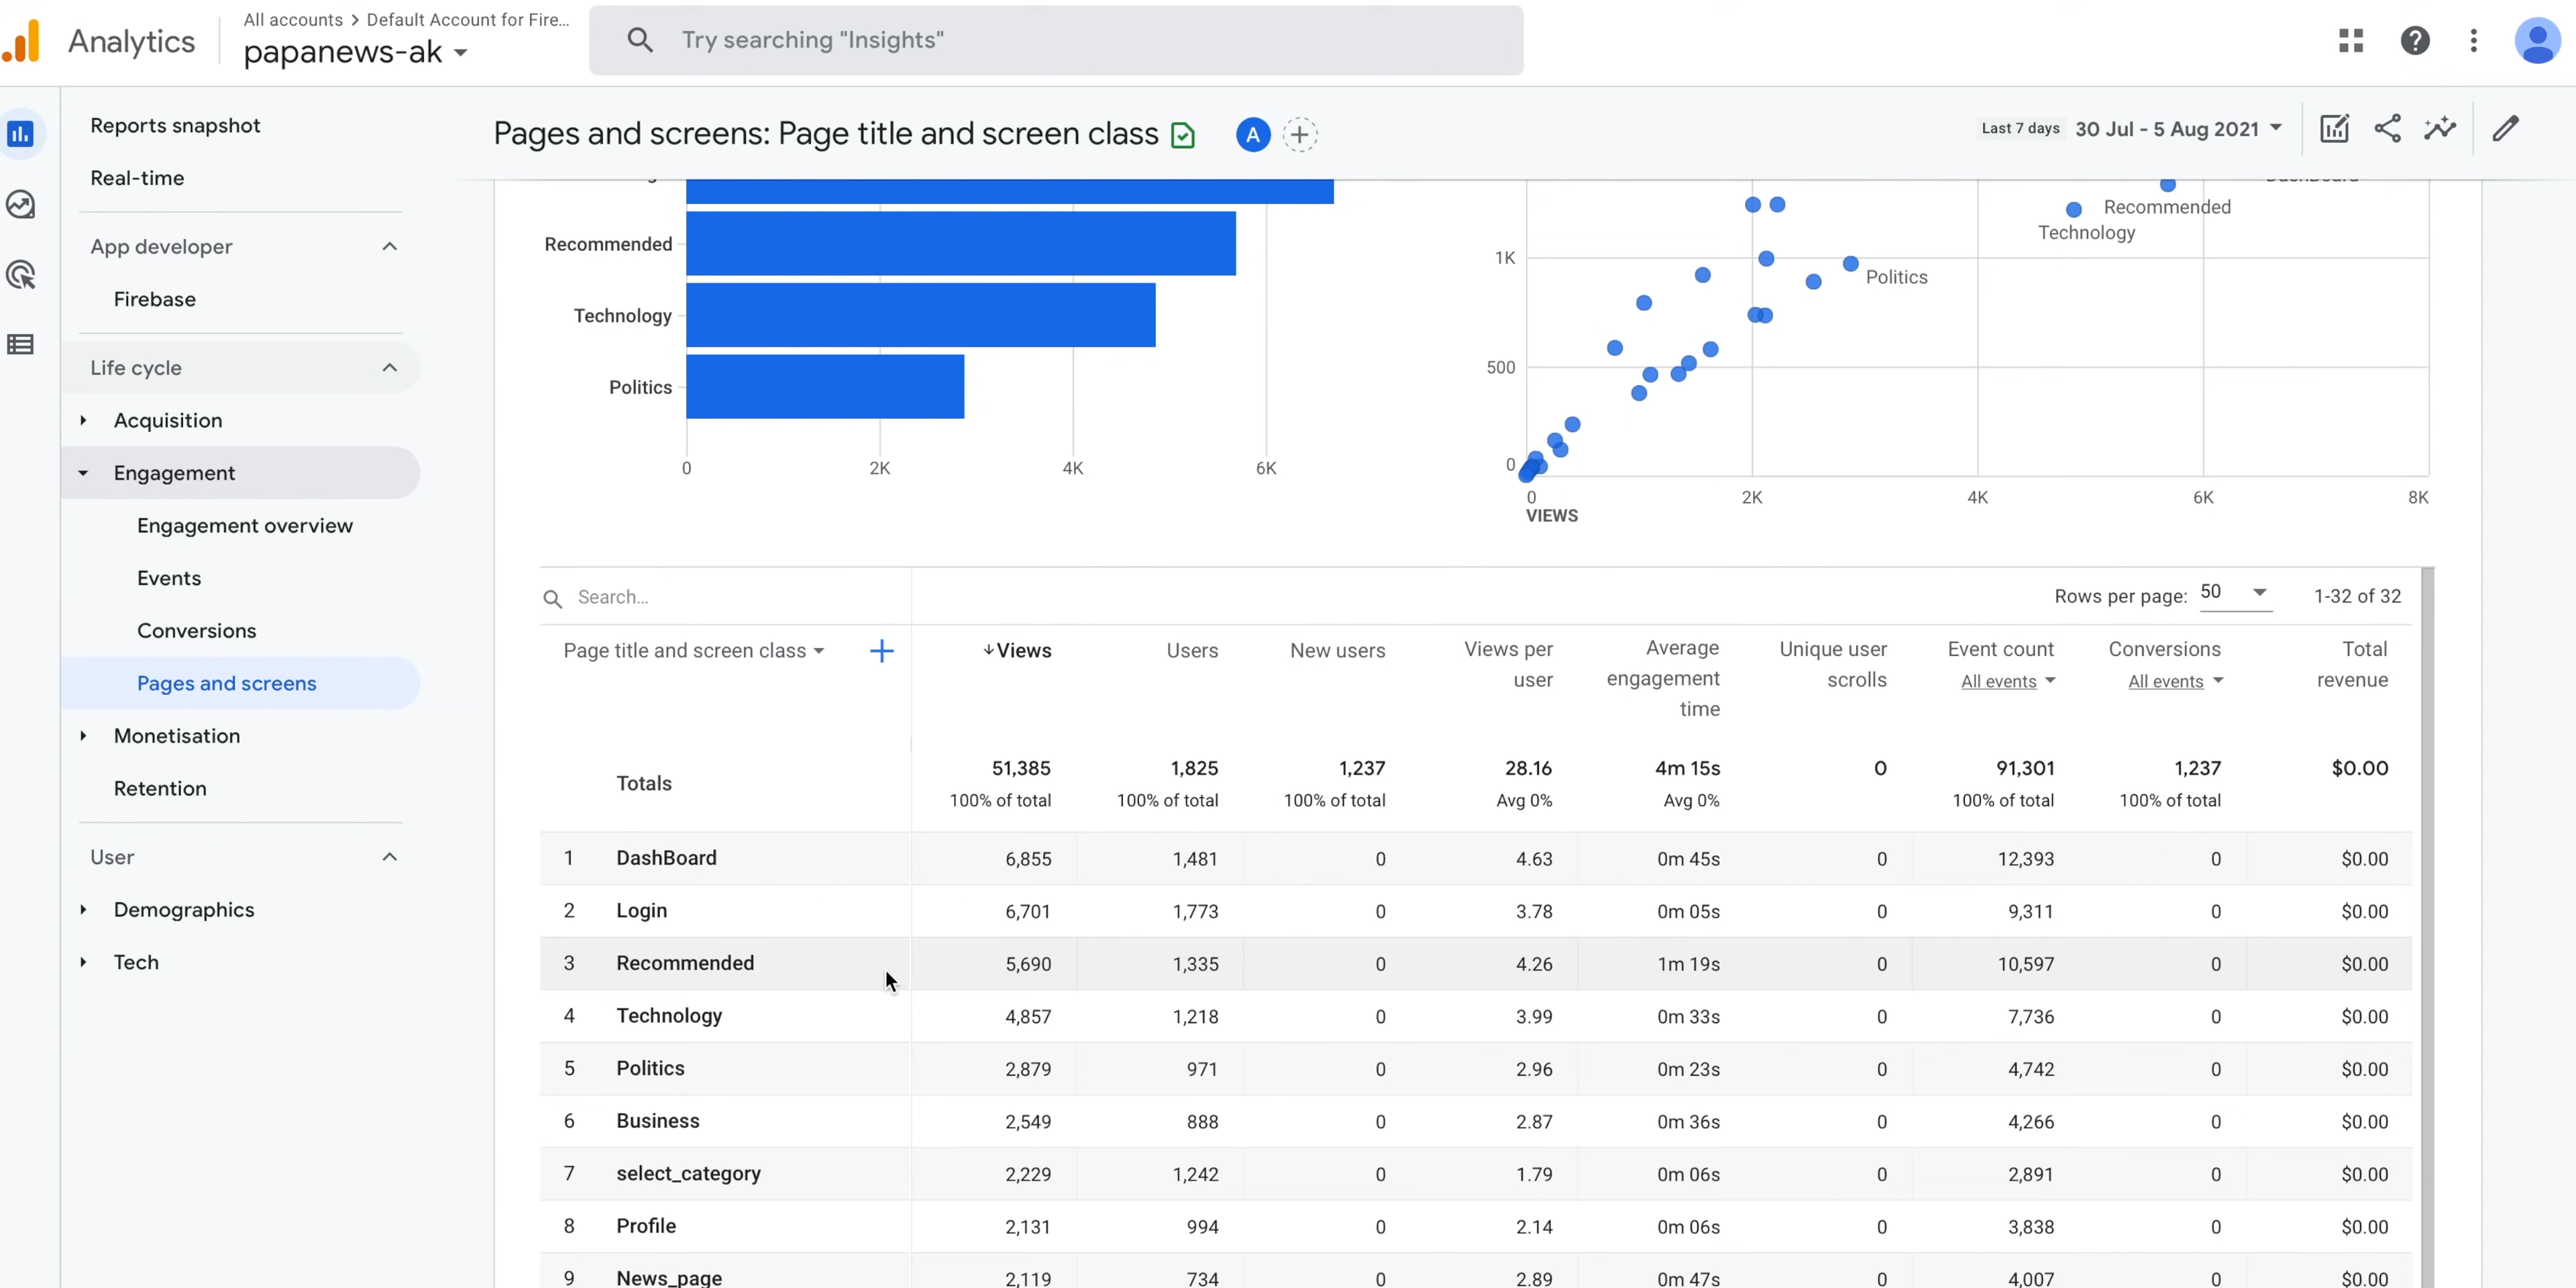 Analytics
All accounts > Default Account for Fire...
papanews-ak
Try searching "Insights"
Reports snapshot
Real-time
App developer
Firebase
Life cycle
Acquisition
Engagement
Engagement overview
Events
Conversions
Pages and screens
Monetisation
Retention
User
Demographics
Tech
Pages and screens: Page title and screen class
A
Last 7 days 30 Jul - 5 Aug 2021
Recommended
Technology
Politics
0 2K 4K 6K
DashBoard
Recommended
Technology
Politics
1K
500
0
0 2K 4K 6K 8K
VIEWS
Search...
Rows per page: 50 1-32 of 32
Page title and screen class + ↓Views Users New users Views per user Average engagement time Unique user scrolls Event count All events Conversions All events Total revenue
Totals 51,385 1,825 1,237 28.16 4m 15s 0 91,301 1,237 $0.00
100% of total 100% of total 100% of total Avg 0% Avg 0% 100% of total 100% of total
1 DashBoard 6,855 1,481 0 4.63 0m 45s 0 12,393 0 $0.00
2 Login 6,701 1,773 0 3.78 0m 05s 0 9,311 0 $0.00
3 Recommended 5,690 1,335 0 4.26 1m 19s 0 10,597 0 $0.00
4 Technology 4,857 1,218 0 3.99 0m 33s 0 7,736 0 $0.00
5 Politics 2,879 971 0 2.96 0m 23s 0 4,742 0 $0.00
6 Business 2,549 888 0 2.87 0m 36s 0 4,266 0 $0.00
7 select_category 2,229 1,242 0 1.79 0m 06s 0 2,891 0 $0.00
8 Profile 2,131 994 0 2.14 0m 06s 0 3,838 0 $0.00
9 News_page 2,119 734 0 2.89 0m 47s 0 4,007 0 $0.00